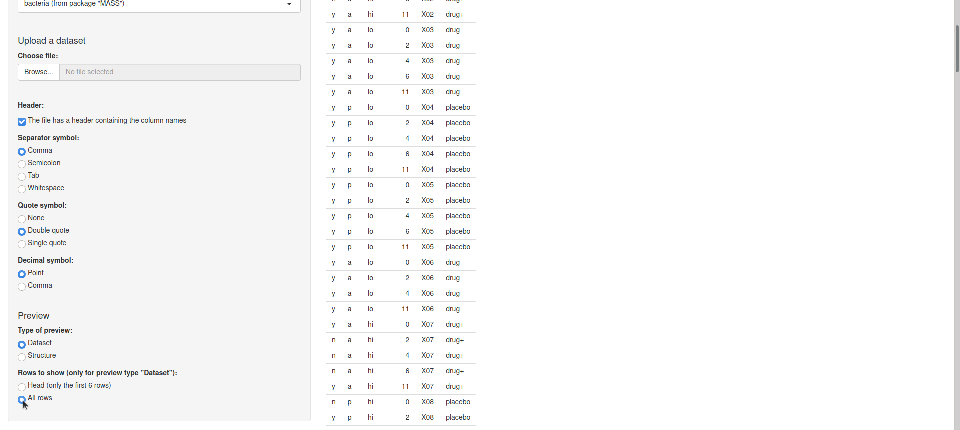 bacteria (from package "MASS")
Upload a dataset
Choose file:
Browse... No file selected
Header:
The file has a header containing the column names
Separator symbol:
Comma
Semicolon
Tab
Whitespace
Quote symbol:
None
Double quote
Single quote
Decimal symbol:
Point
Comma
Preview
Type of preview:
Dataset
Structure
Rows to show (only for preview type "Dataset"):
Head (only the first 6 rows)
All rows
y a hi 11 X02 drug
y a lo 0 X03 drug
y a lo 2 X03 drug
y a lo 4 X03 drug
y a lo 6 X03 drug
y a lo 11 X03 drug
y p lo 0 X04 placebo
y p lo 2 X04 placebo
y p lo 4 X04 placebo
y p lo 6 X04 placebo
y p lo 11 X04 placebo
y p lo 0 X05 placebo
y p lo 2 X05 placebo
y p lo 4 X05 placebo
y p lo 6 X05 placebo
y p lo 11 X05 placebo
y a lo 0 X06 drug
y a lo 2 X06 drug
y a lo 4 X06 drug
y a lo 11 X06 drug
y a hi 0 X07 drug+
n a hi 2 X07 drug+
n a hi 4 X07 drug+
n a hi 6 X07 drug+
y a hi 11 X07 drug+
n p hi 0 X08 placebo
y p hi 2 X08 placebo